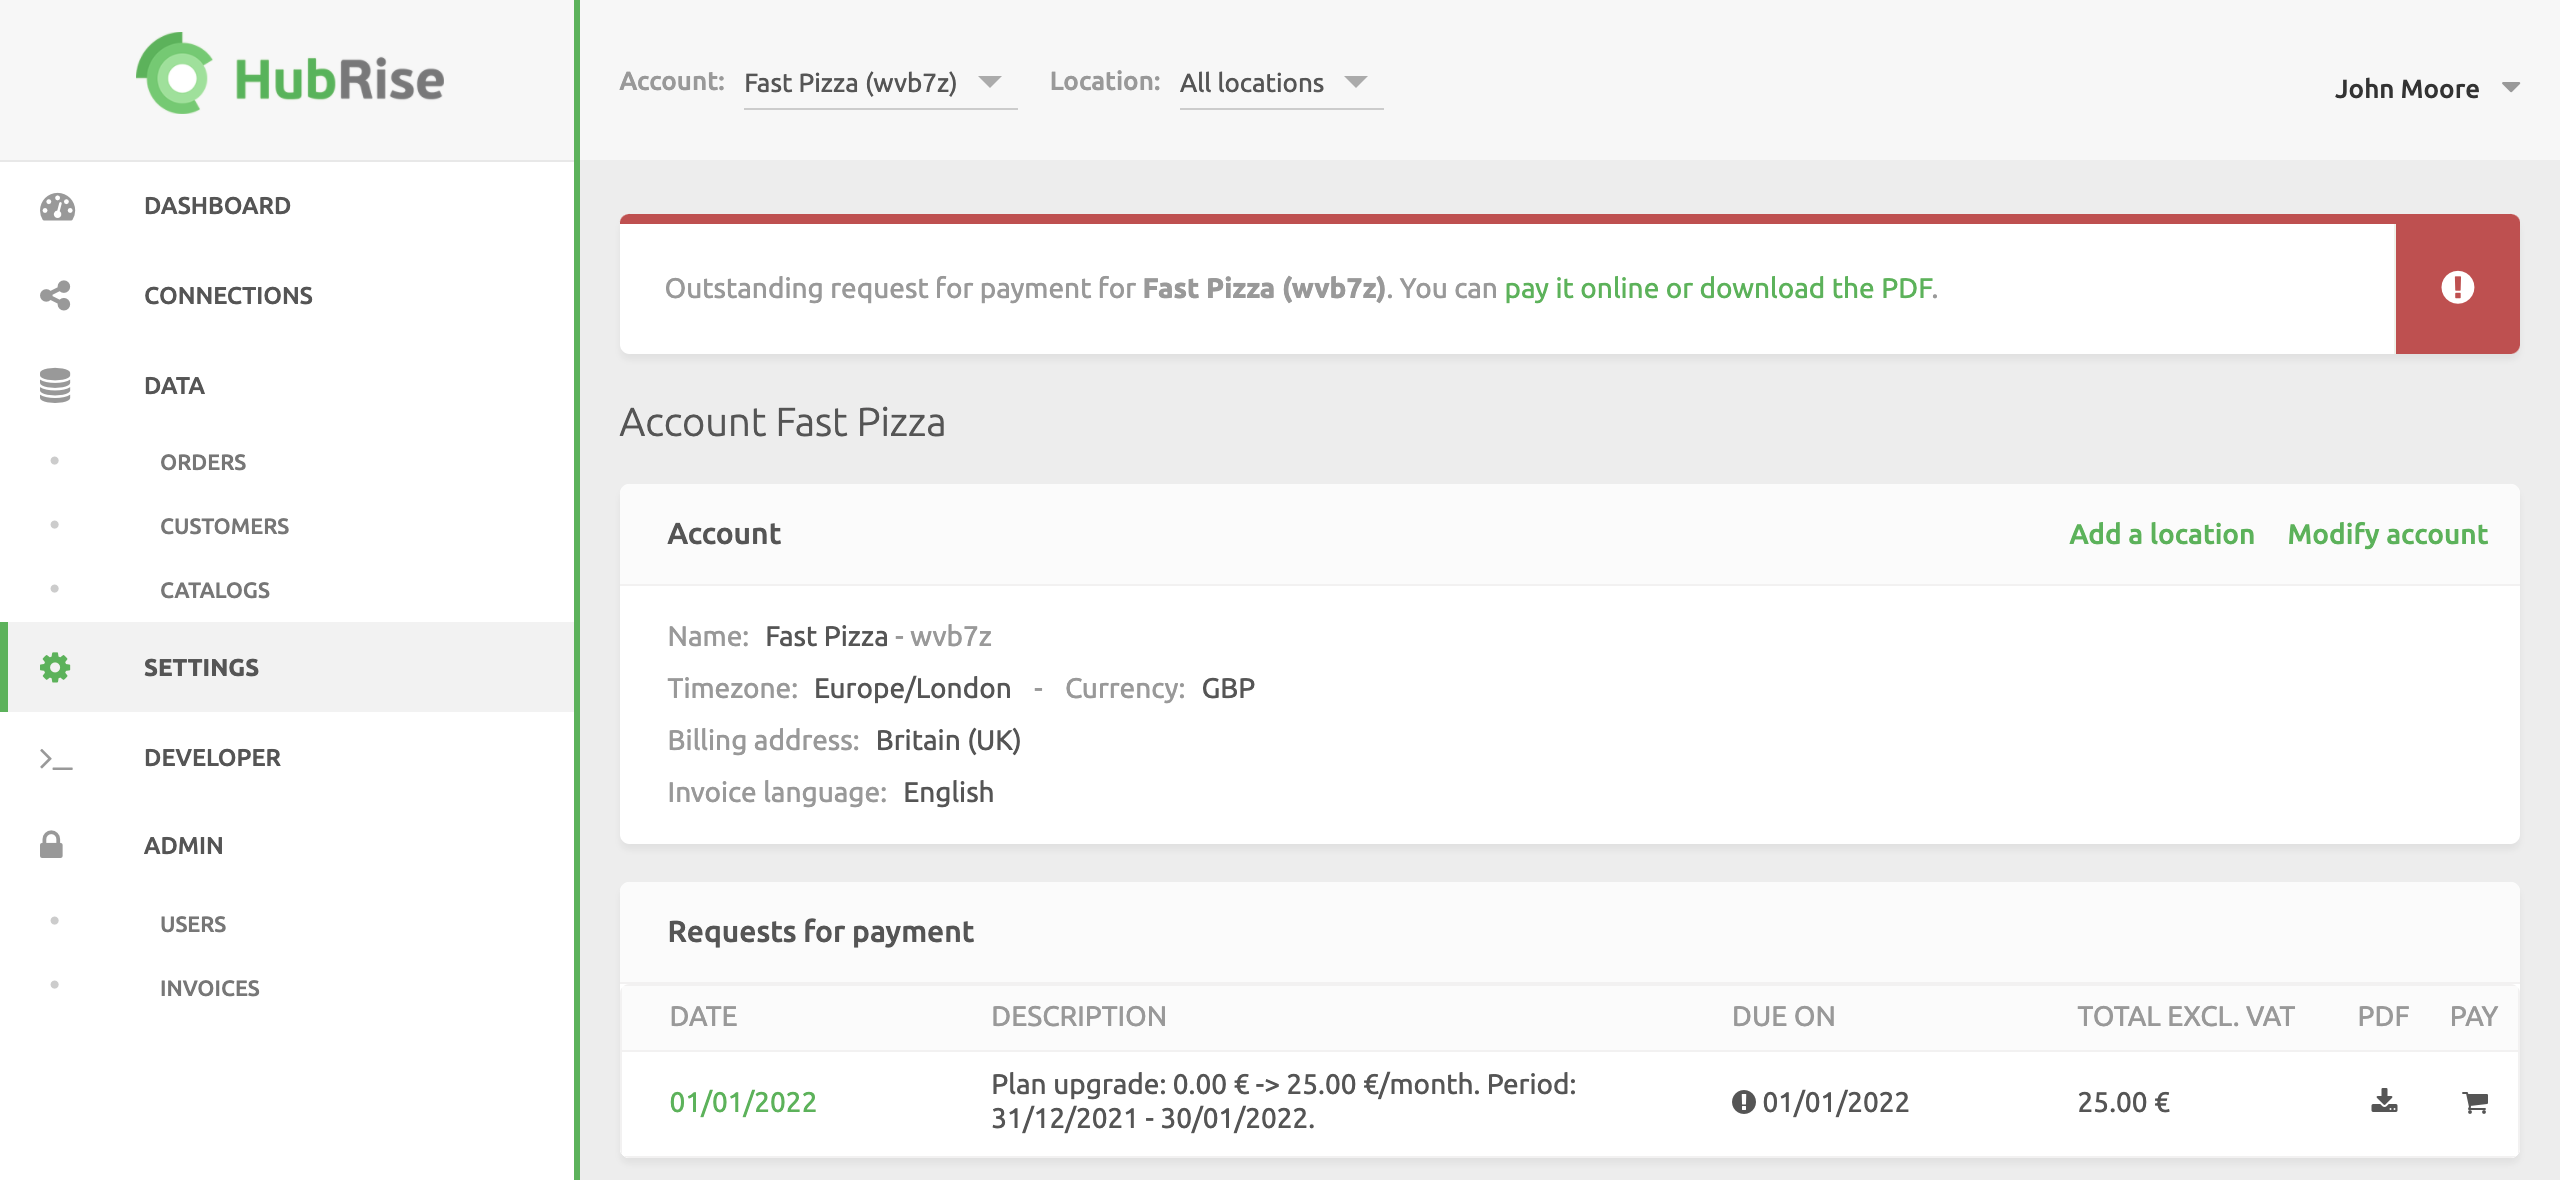 HubRise
Account: Fast Pizza (wvb7z) Location: All locations
John Moore
DASHBOARD
CONNECTIONS
DATA
ORDERS
CUSTOMERS
CATALOGS
SETTINGS
DEVELOPER
ADMIN
USERS
INVOICES
Outstanding request for payment for Fast Pizza (wvb7z). You can pay it online or download the PDF.
Account Fast Pizza
Account
Add a location Modify account
Name: Fast Pizza - wvb7z
Timezone: Europe/London - Currency: GBP
Billing address: Britain (UK)
Invoice language: English
Requests for payment
DATE DESCRIPTION DUE ON TOTAL EXCL. VAT PDF PAY
01/01/2022 Plan upgrade: 0.00 € -> 25.00 €/month. Period:
31/12/2021 - 30/01/2022.
01/01/2022 25.00 €